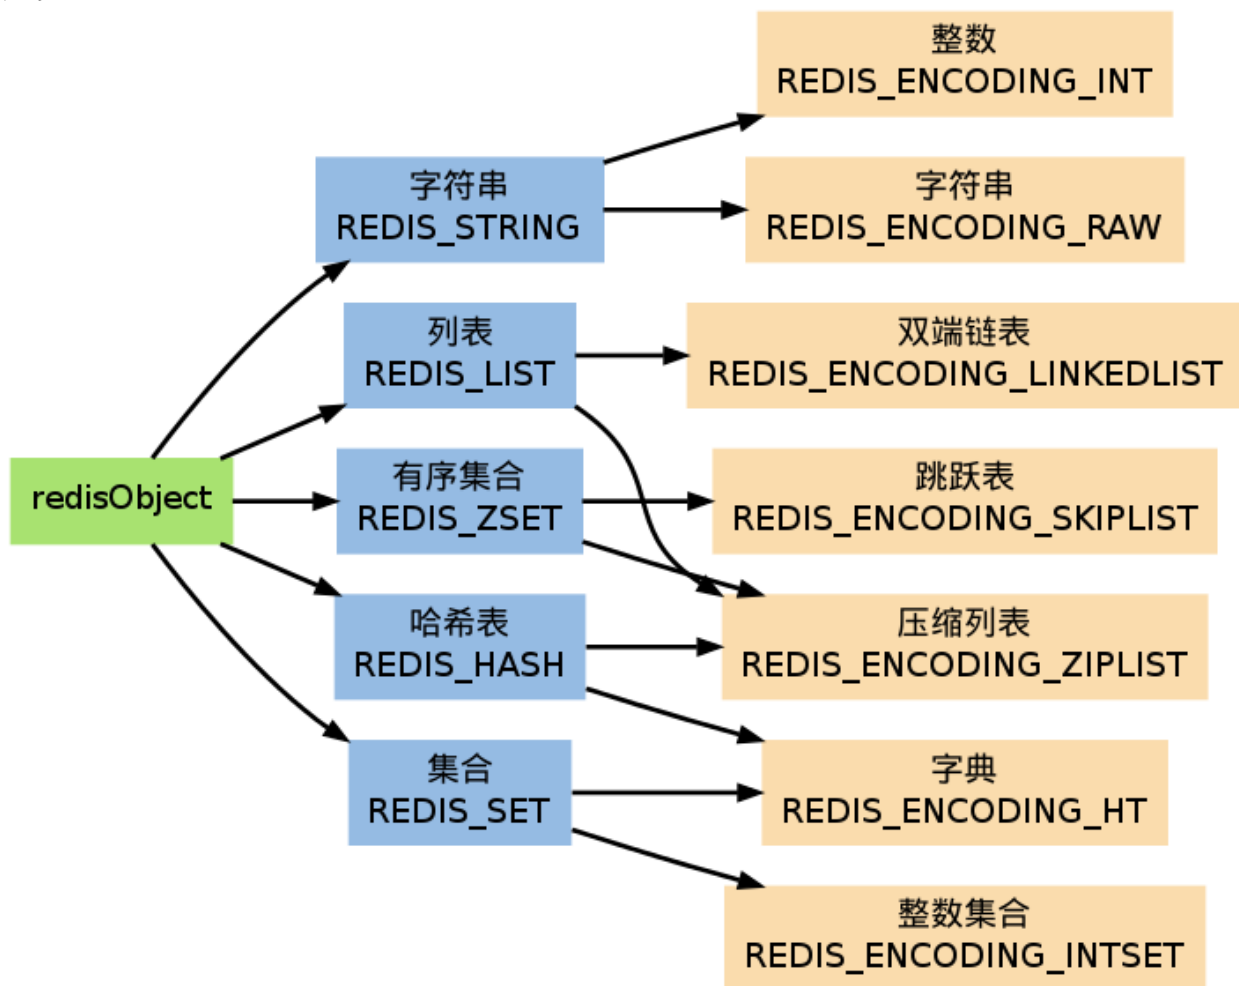 整数
REDIS_ENCODING_INT
字符串
REDIS_STRING
字符串
REDIS_ENCODING_RAW
列表
REDIS_LIST
双端链表
REDIS_ENCODING_LINKEDLIST
redisObject
有序集合
REDIS_ZSET
跳跃表
REDIS_ENCODING_SKIPLIST
哈希表
REDIS_HASH
压缩列表
REDIS_ENCODING_ZIPLIST
集合
REDIS_SET
字典
REDIS_ENCODING_HT
整数集合
REDIS_ENCODING_INTSET